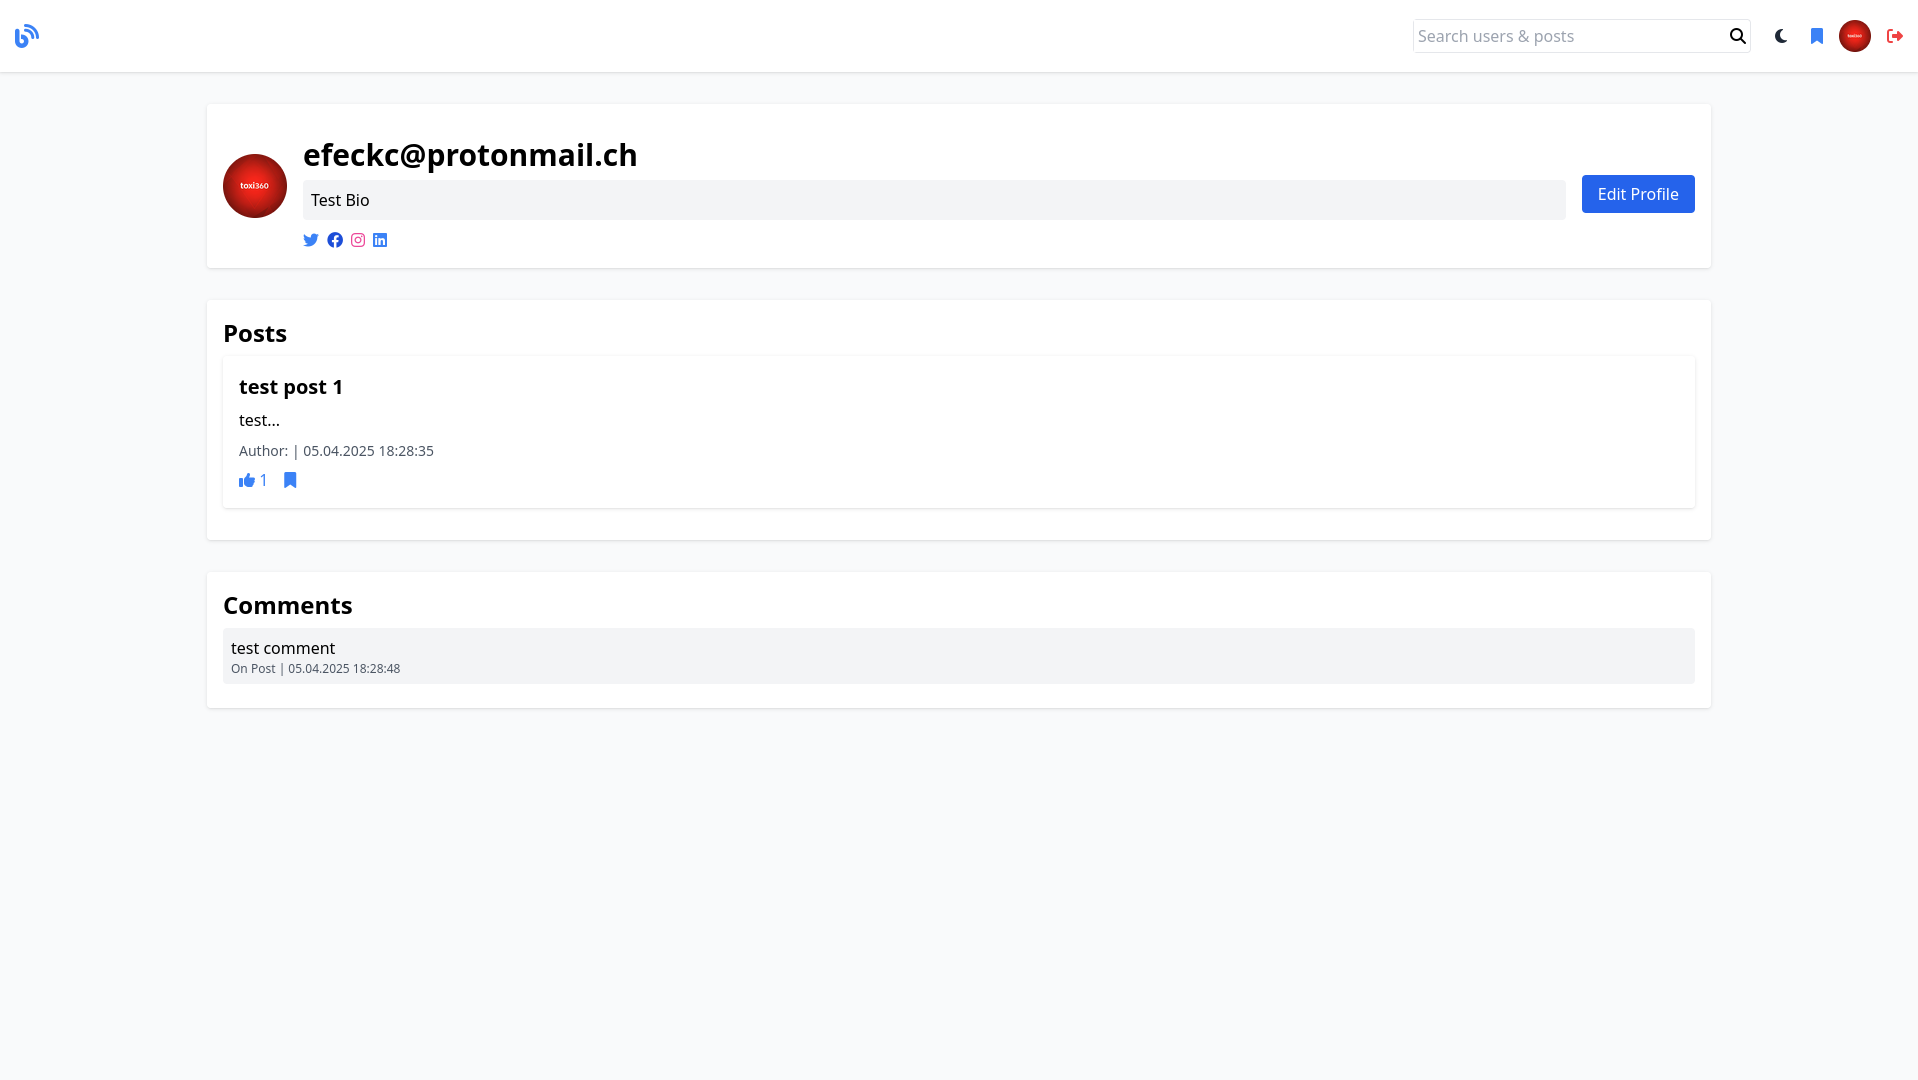 Search users & posts
toxi360
efeckc@protonmail.ch
Test Bio
Edit Profile
Posts
test post 1
test...
Author: | 05.04.2025 18:28:35
1
Comments
test comment
On Post | 05.04.2025 18:28:48